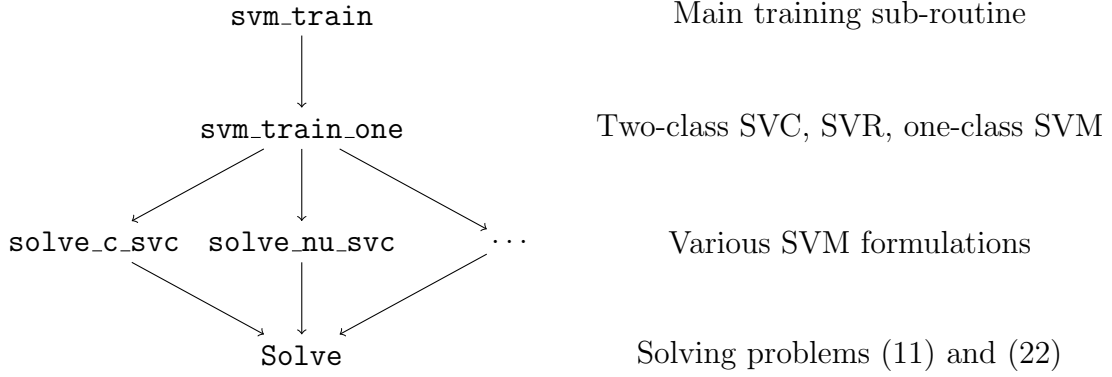 svm_train Main training sub-routine
svm_train_one Two-class SVC, SVR, one-class SVM
solve_c_svc solve_nu_svc ... Various SVM formulations
Solve Solving problems (11) and (22)